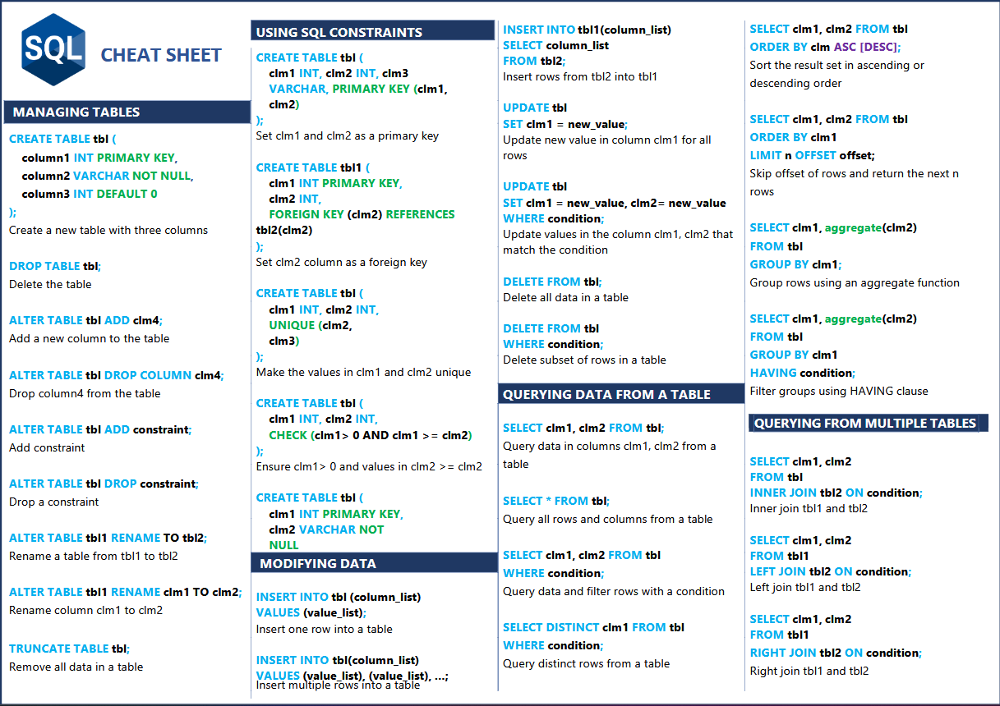 SQL
CHEAT SHEET
MANAGING TABLES
CREATE TABLE tbl (
column1 INT PRIMARY KEY,
column2 VARCHAR NOT NULL,
column3 INT DEFAULT 0
);
Create a new table with three columns
DROP TABLE tbl;
Delete the table
ALTER TABLE tbl ADD clm4;
Add a new column to the table
ALTER TABLE tbl DROP COLUMN clm4;
Drop column4 from the table
ALTER TABLE tbl ADD constraint;
Add constraint
ALTER TABLE tbl DROP constraint;
Drop a constraint
ALTER TABLE tbl1 RENAME TO tbl2;
Rename a table from tbl1 to tbl2
ALTER TABLE tbl1 RENAME clm1 TO clm2;
Rename column clm1 to clm2
TRUNCATE TABLE tbl;
Remove all data in a table
USING SQL CONSTRAINTS
CREATE TABLE tbl (
clm1 INT, clm2 INT, clm3
VARCHAR, PRIMARY KEY (clm1,
clm2)
);
Set clm1 and clm2 as a primary key
CREATE TABLE tbl1 (
clm1 INT PRIMARY KEY,
clm2 INT,
FOREIGN KEY (clm2) REFERENCES
tbl2(clm2)
);
Set clm2 column as a foreign key
CREATE TABLE tbl (
clm1 INT, clm2 INT,
UNIQUE (clm2,
clm3)
);
Make the values in clm1 and clm2 unique
CREATE TABLE tbl (
clm1 INT, clm2 INT,
CHECK (clm1> 0 AND clm1 >= clm2)
);
Ensure clm1> 0 and values in clm2 >= clm2
CREATE TABLE tbl (
clm1 INT PRIMARY KEY,
clm2 VARCHAR NOT
NULL
MODIFYING DATA
INSERT INTO tbl (column_list)
VALUES (value_list);
Insert one row into a table
INSERT INTO tbl(column_list)
VALUES (value_list), (value_list), ...;
Insert multiple rows into a table
INSERT INTO tbl1(column_list)
SELECT column_list
FROM tbl2;
Insert rows from tbl2 into tbl1
UPDATE tbl
SET clm1 = new_value;
Update new value in column clm1 for all
rows
UPDATE tbl
SET clm1 = new_value, clm2= new_value
WHERE condition;
Update values in the column clm1, clm2 that
match the condition
DELETE FROM tbl;
Delete all data in a table
DELETE FROM tbl
WHERE condition;
Delete subset of rows in a table
QUERYING DATA FROM A TABLE
SELECT clm1, clm2 FROM tbl;
Query data in columns clm1, clm2 from a
table
SELECT * FROM tbl;
Query all rows and columns from a table
SELECT clm1, clm2 FROM tbl
WHERE condition;
Query data and filter rows with a condition
SELECT DISTINCT clm1 FROM tbl
WHERE condition;
Query distinct rows from a table
SELECT clm1, clm2 FROM tbl
ORDER BY clm ASC [DESC];
Sort the result set in ascending or
descending order
SELECT clm1, clm2 FROM tbl
ORDER BY clm1
LIMIT n OFFSET offset;
Skip offset of rows and return the next n
rows
SELECT clm1, aggregate(clm2)
FROM tbl
GROUP BY clm1;
Group rows using an aggregate function
SELECT clm1, aggregate(clm2)
FROM tbl
GROUP BY clm1
HAVING condition;
Filter groups using HAVING clause
QUERYING FROM MULTIPLE TABLES
SELECT clm1, clm2
FROM tbl
INNER JOIN tbl2 ON condition;
Inner join tbl1 and tbl2
SELECT clm1, clm2
FROM tbl1
LEFT JOIN tbl2 ON condition;
Left join tbl1 and tbl2
SELECT clm1, clm2
FROM tbl1
RIGHT JOIN tbl2 ON condition;
Right join tbl1 and tbl2